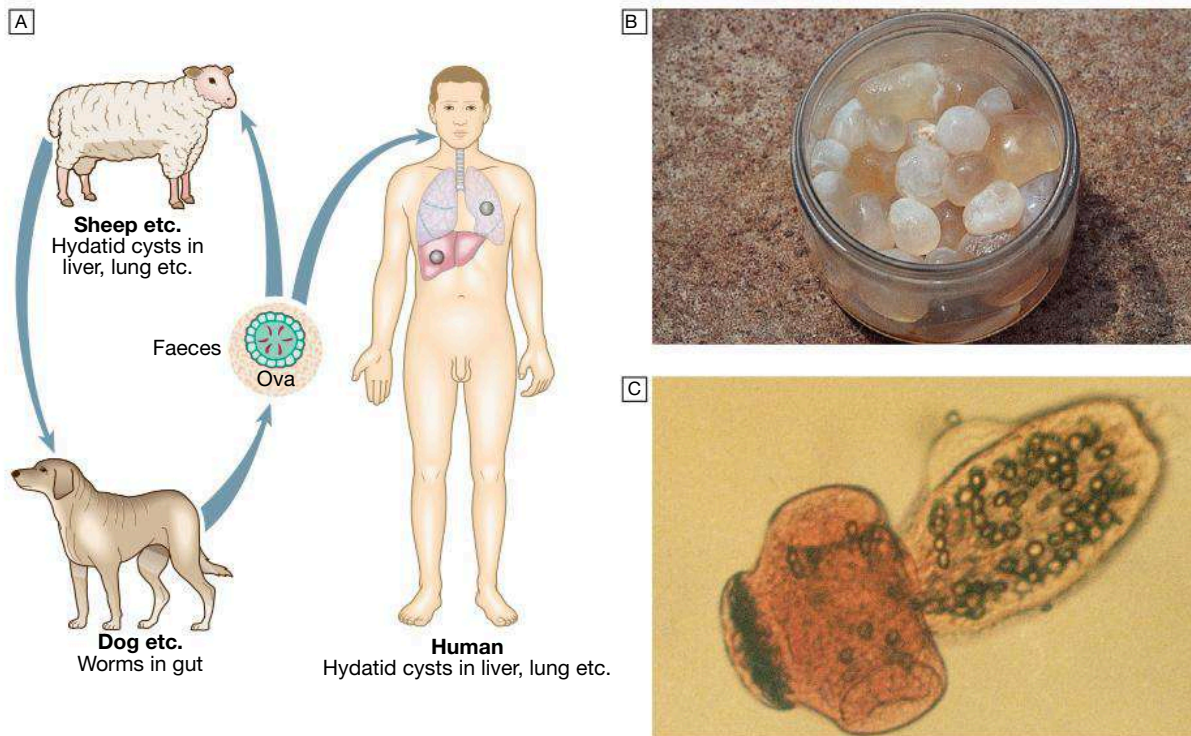 A
Sheep etc.
Hydatid cysts in
liver, lung etc.
Faeces
Ova
Dog etc.
Worms in gut
Human
Hydatid cysts in liver, lung etc.
B
C